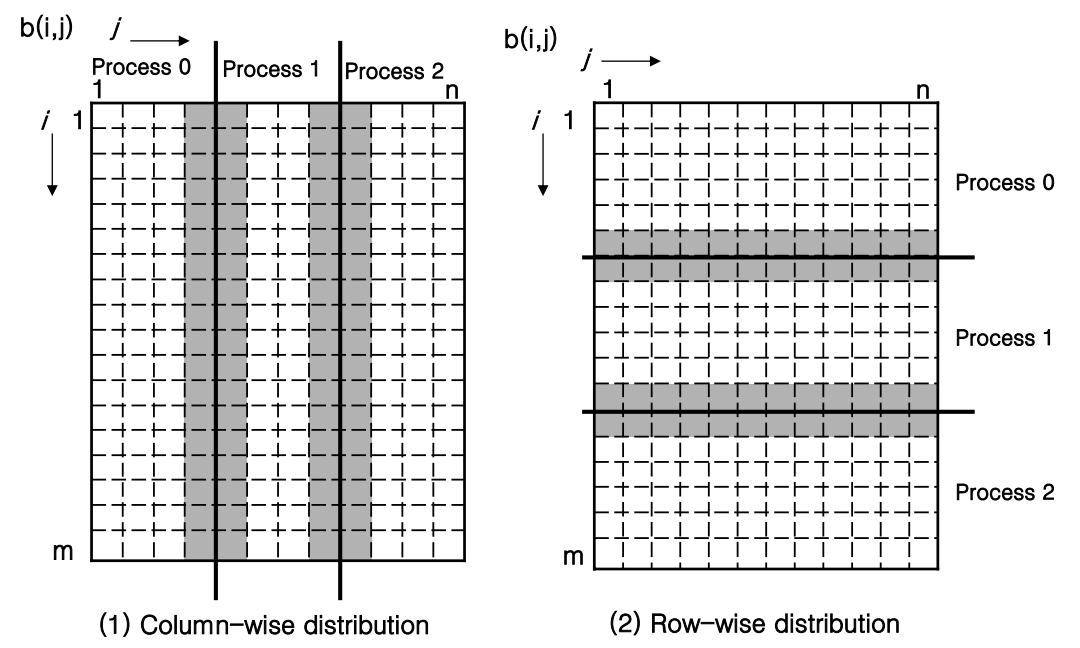 b(i,j) j
Process 0 Process 1 Process 2
1 n
i 1
m
(1) Column-wise distribution
b(i,j)
j
1 n
i 1
Process 0
Process 1
Process 2
m
(2) Row-wise distribution